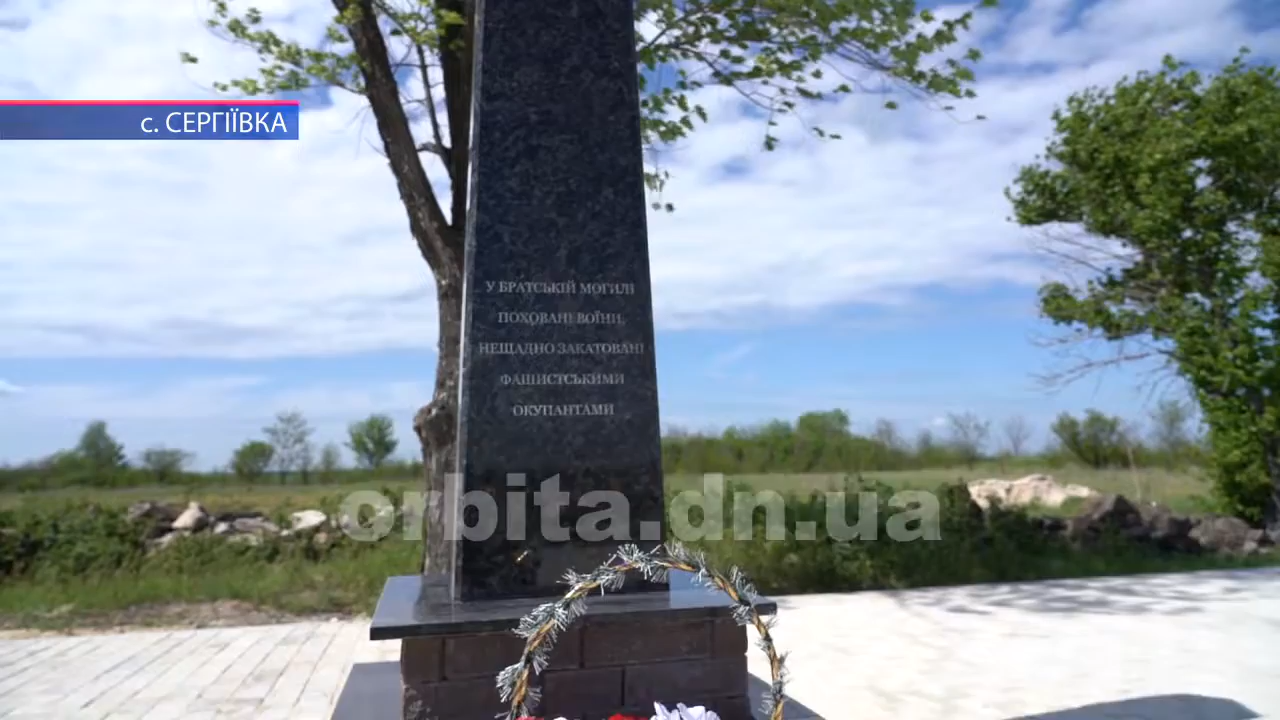 с. СЕРГІЇВКА
У БРАТСЬКІЙ МОГИЛІ
ПОХОВАНІ ВОЇНИ,
НЕЩАДНО ЗАКАТОВАНІ
ФАШИСТСЬКИМИ
ОКУПАНТАМИ
orbita.dn.ua